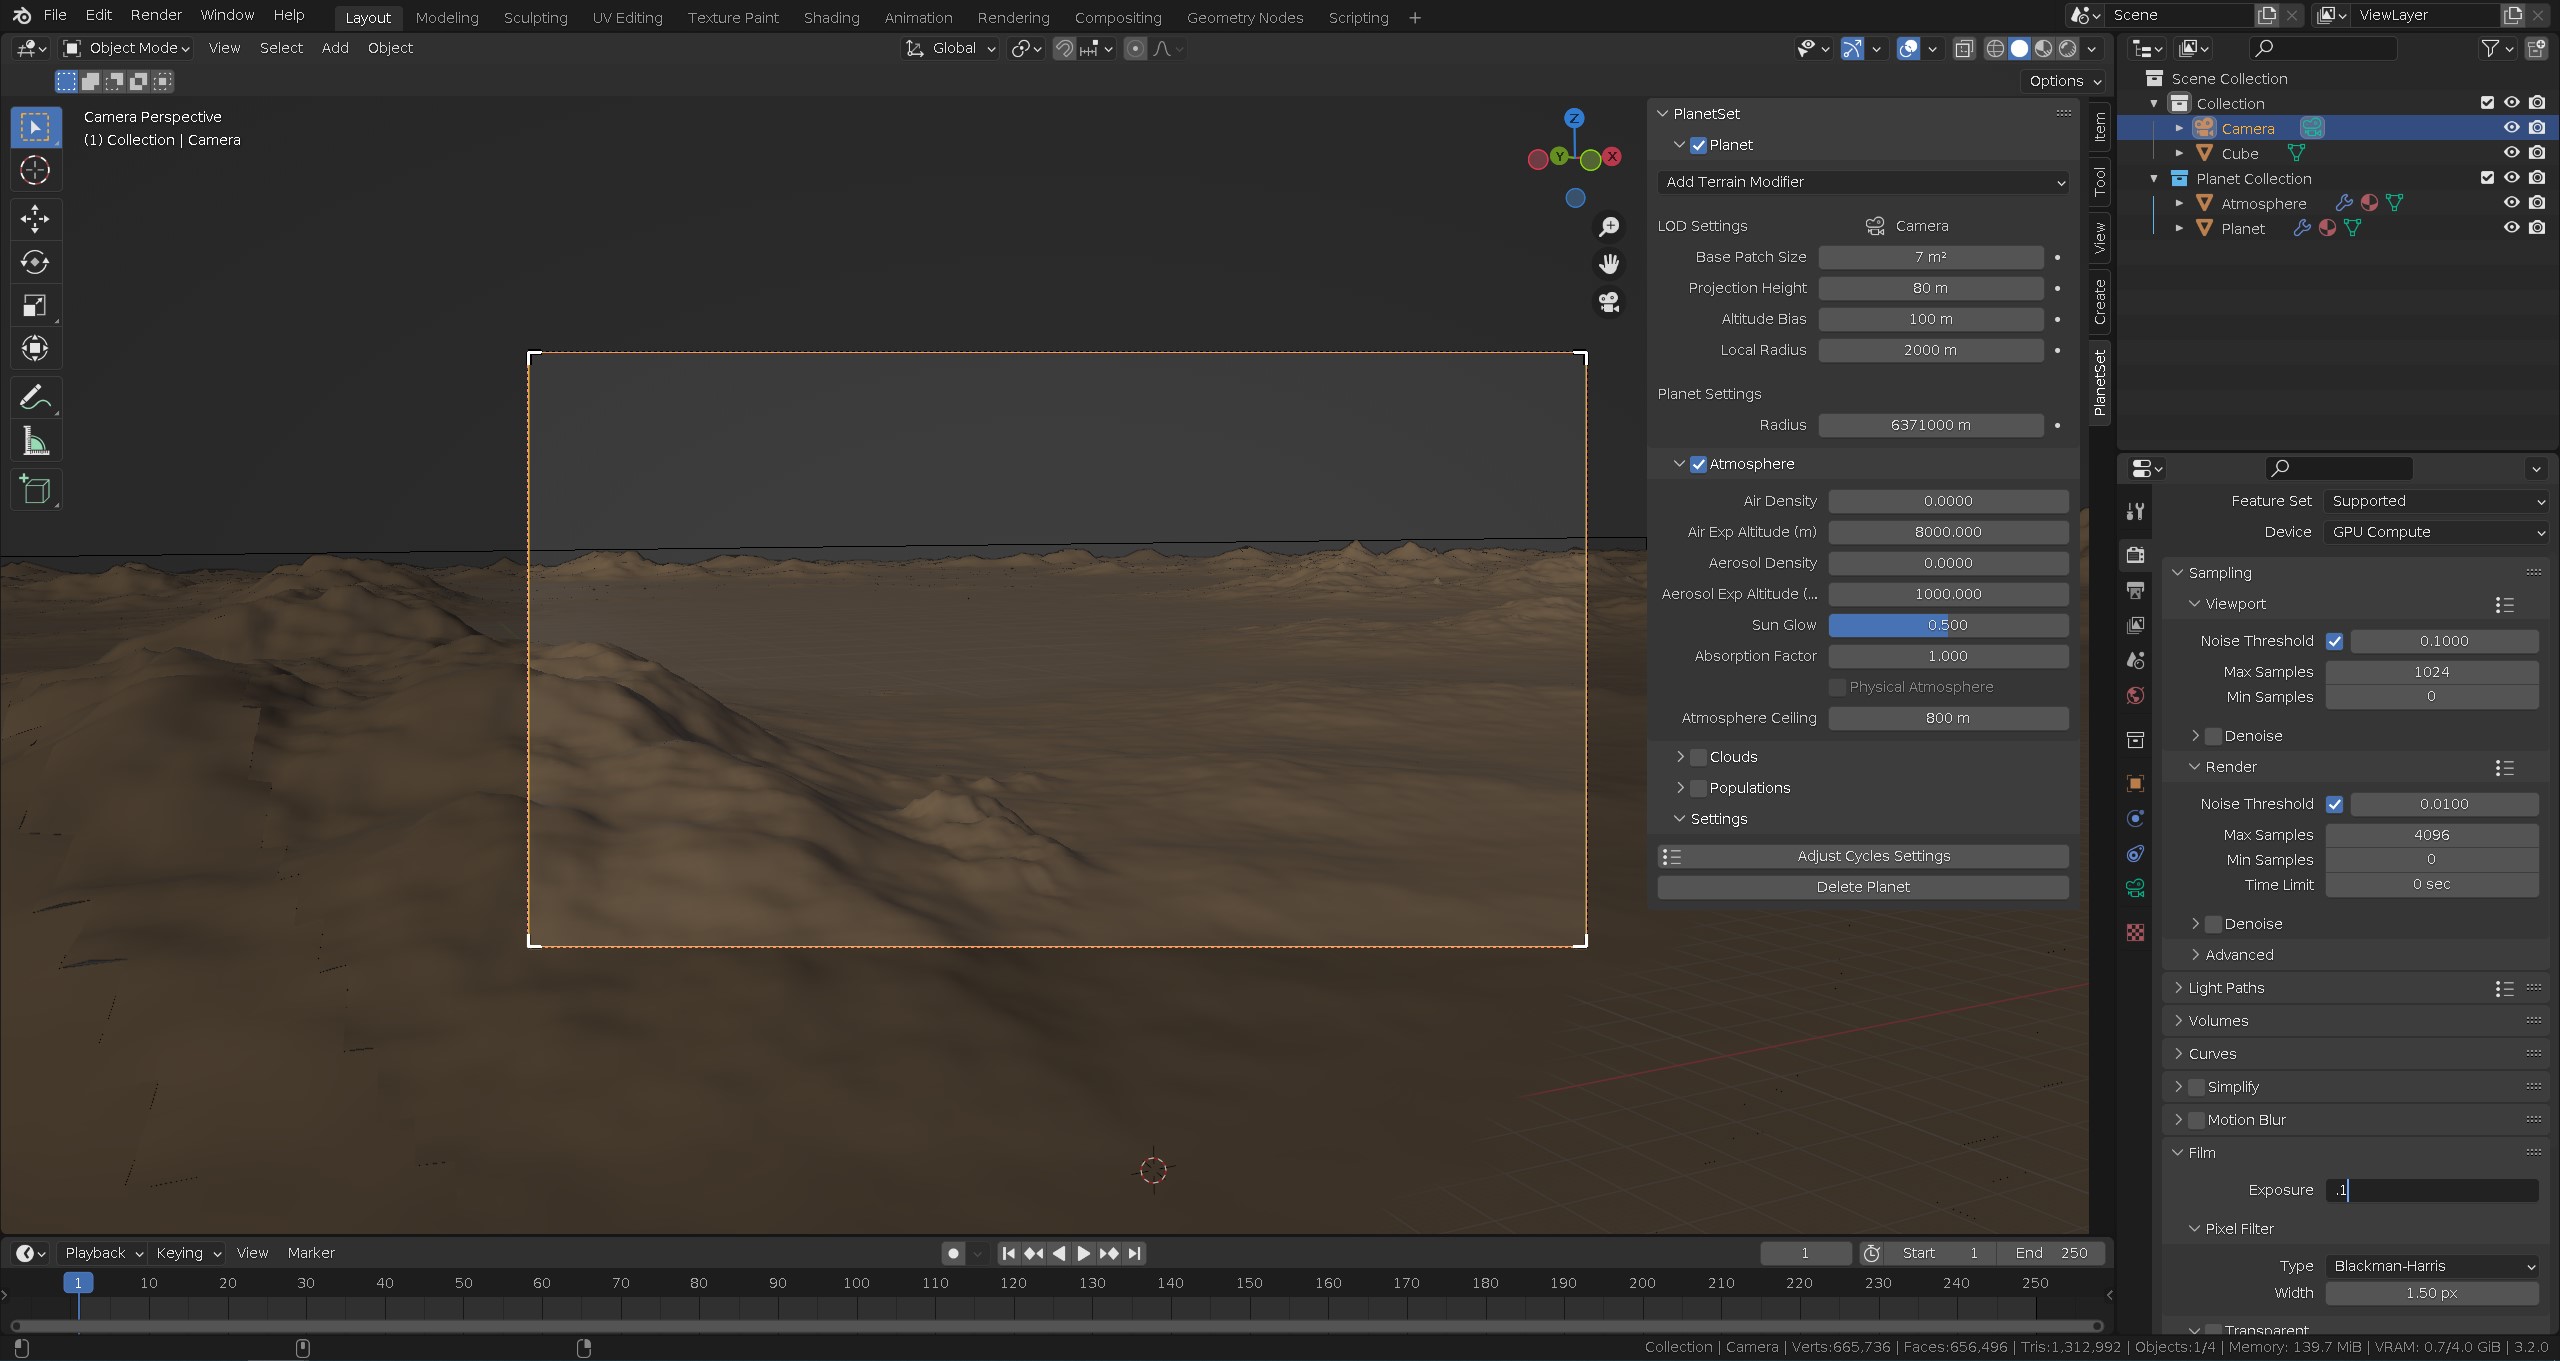 File Edit Render Window Help Layout Modeling Sculpting UV Editing Texture Paint Shading Animation Rendering Compositing Geometry Nodes Scripting + Scene ViewLayer
Object Mode View Select Add Object Global
Options
Camera Perspective
(1) Collection | Camera
Z
Y
X
PlanetSet
Planet
Add Terrain Modifier
LOD Settings Camera
Base Patch Size 7 m²
Projection Height 80 m
Altitude Bias 100 m
Local Radius 2000 m
Planet Settings
Radius 6371000 m
Atmosphere
Air Density 0.0000
Air Exp Altitude (m) 8000.000
Aerosol Density 0.0000
Aerosol Exp Altitude (... 1000.000
Sun Glow 0.500
Absorption Factor 1.000
Physical Atmosphere
Atmosphere Ceiling 800 m
Clouds
Populations
Settings
Adjust Cycles Settings
Delete Planet
Item
Tool
View
Create
PlanetSet
Scene Collection
Collection
Camera
Cube
Planet Collection
Atmosphere
Planet
Feature Set Supported
Device GPU Compute
Sampling
Viewport
Noise Threshold 0.1000
Max Samples 1024
Min Samples 0
Denoise
Render
Noise Threshold 0.0100
Max Samples 4096
Min Samples 0
Time Limit 0 sec
Denoise
Advanced
Light Paths
Volumes
Curves
Simplify
Motion Blur
Film
Exposure .1
Pixel Filter
Type Blackman-Harris
Width 1.50 px
Transparent
Playback Keying View Marker 1 Start 1 End 250
1 10 20 30 40 50 60 70 80 90 100 110 120 130 140 150 160 170 180 190 200 210 220 230 240 250
Collection | Camera | Verts:665,736 | Faces:656,496 | Tris:1,312,992 | Objects:1/4 | Memory: 139.7 MiB | VRAM: 0.7/4.0 GiB | 3.2.0